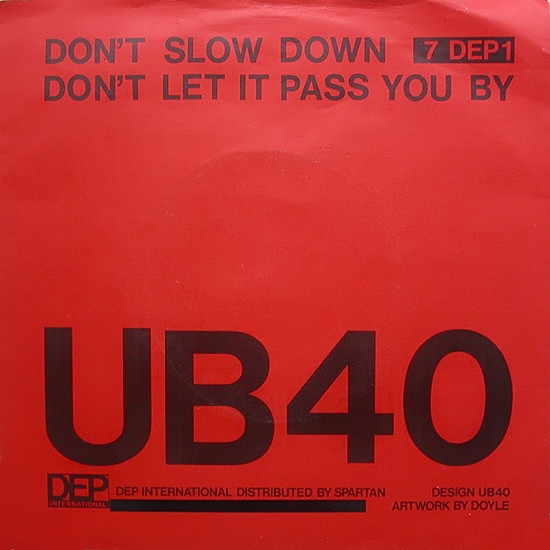 DON'T SLOW DOWN 7 DEP1
DON'T LET IT PASS YOU BY
UB40
DEP INTERNATIONAL
DEP INTERNATIONAL DISTRIBUTED BY SPARTAN
DESIGN UB40
ARTWORK BY DOYLE